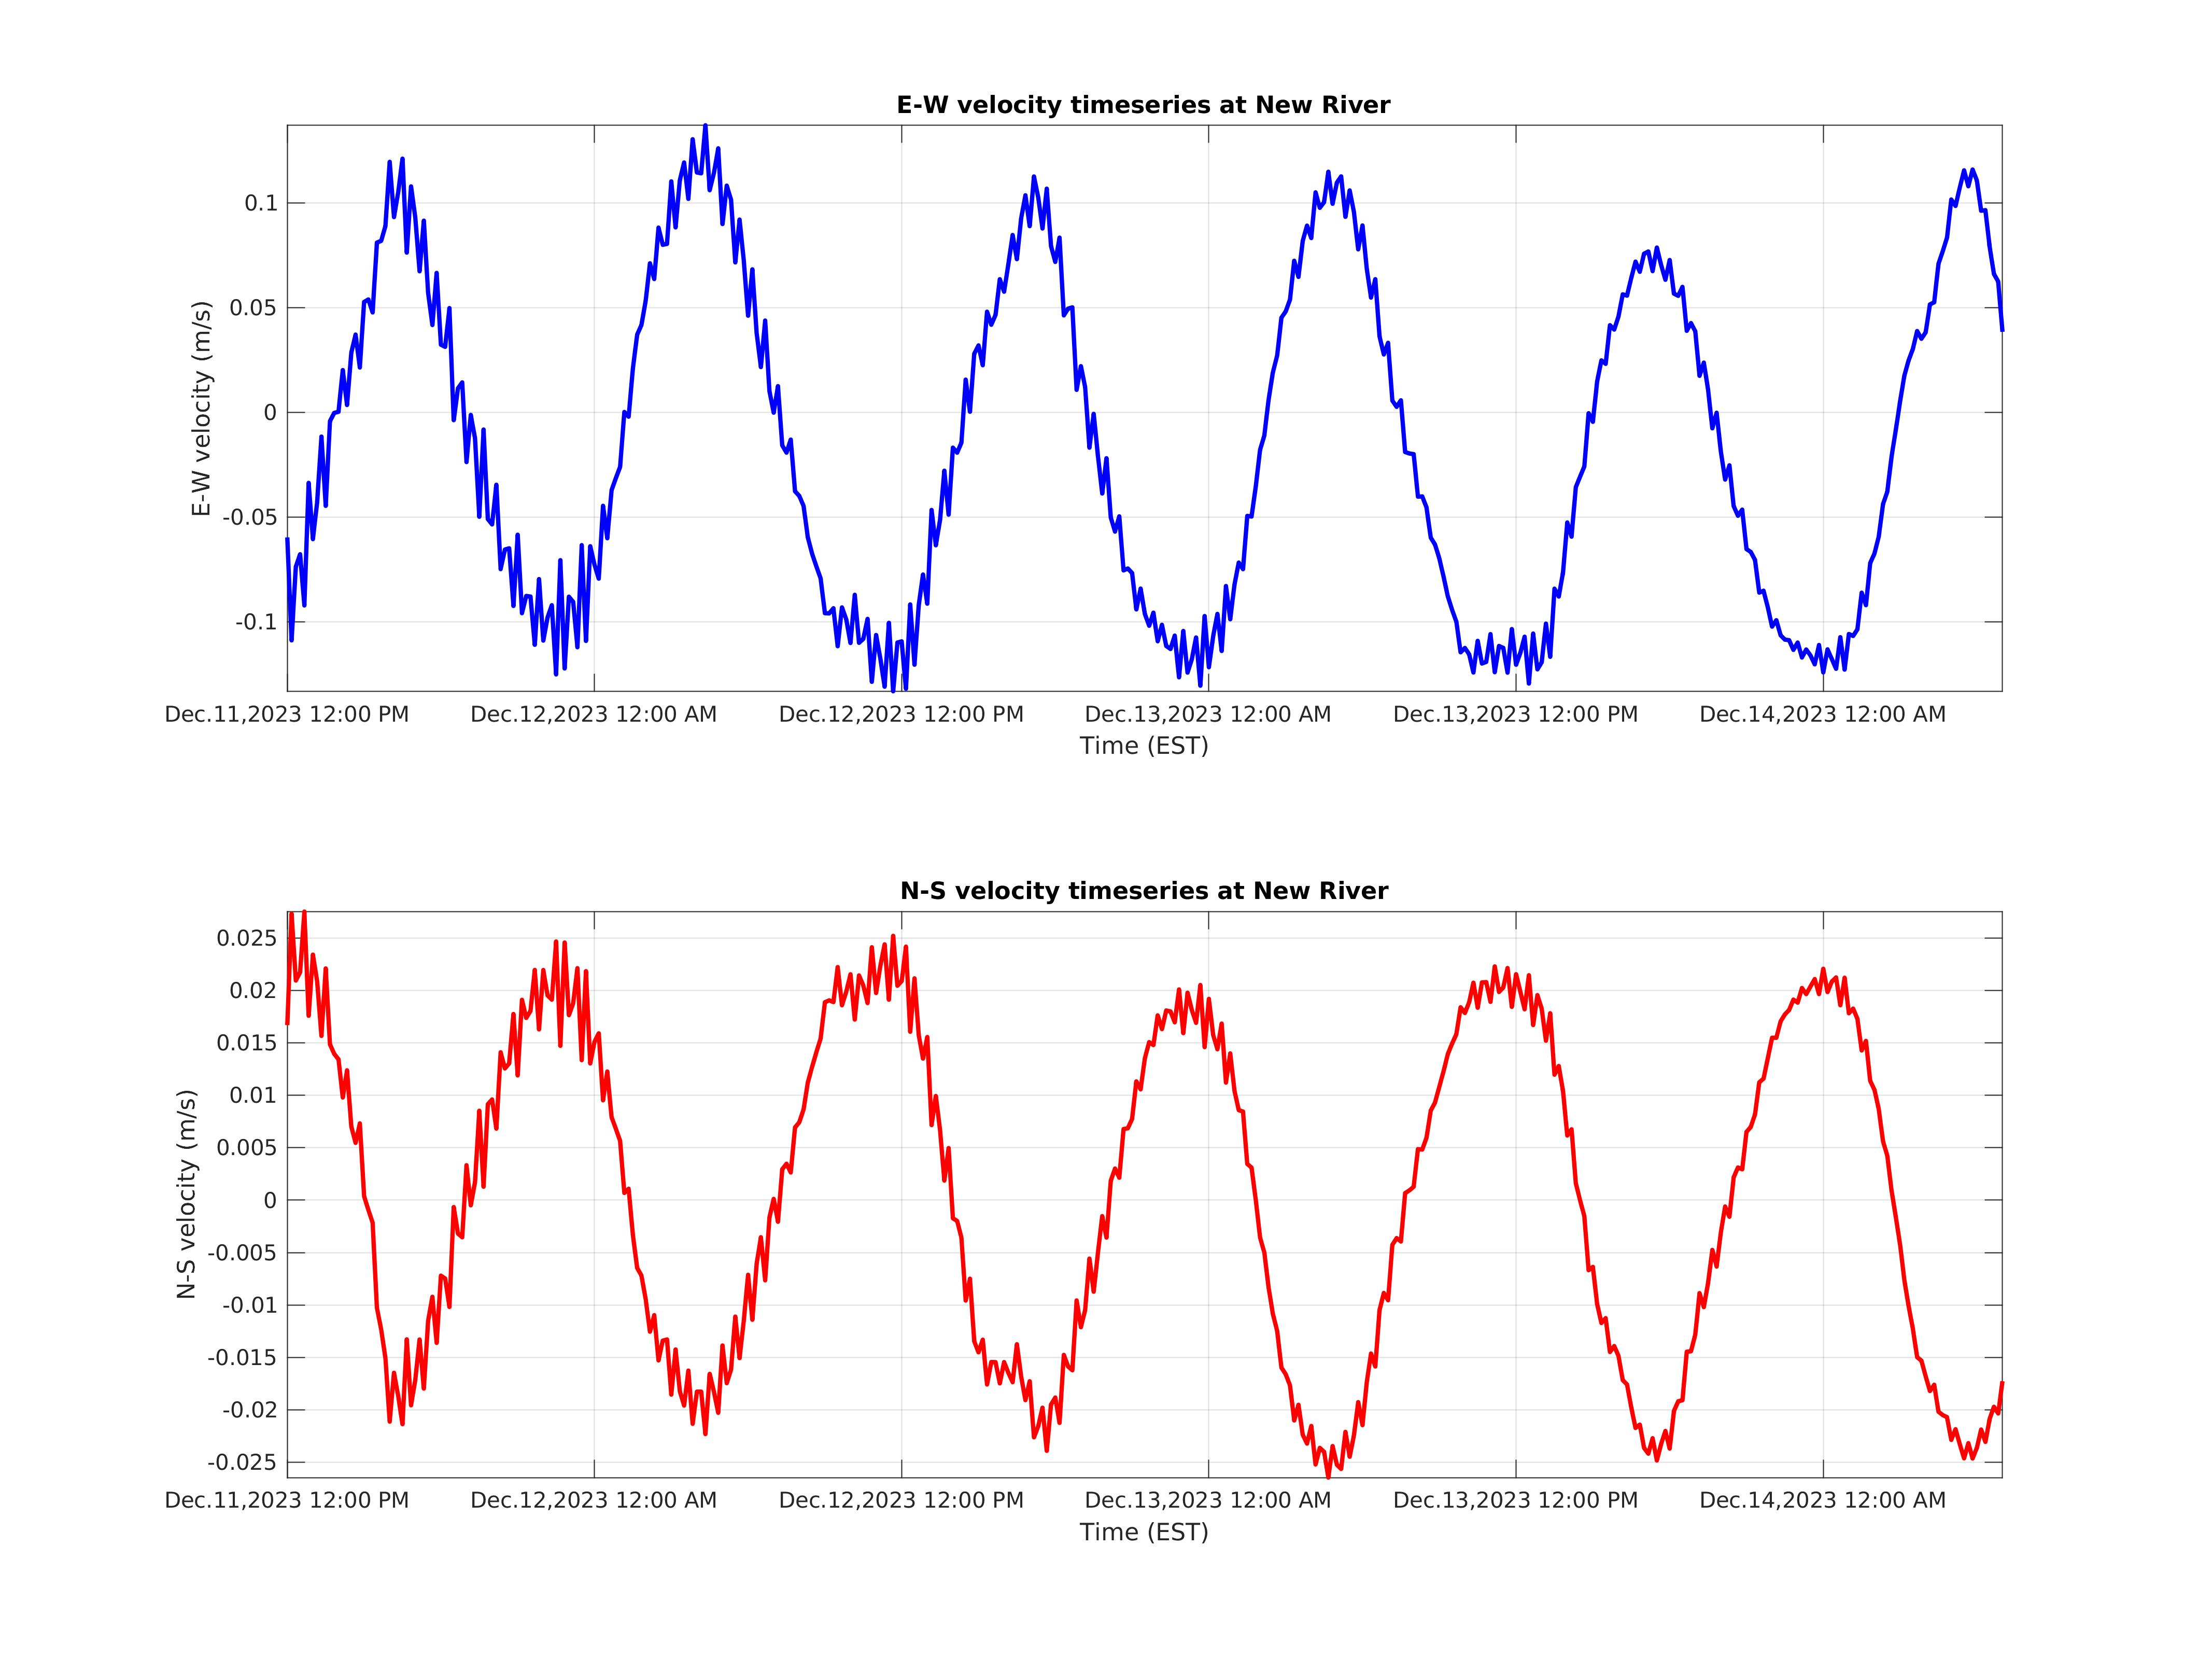 E-W velocity timeseries at New River
E-W velocity (m/s)
0.1
0.05
0
-0.05
-0.1
Dec.11,2023 12:00 PM Dec.12,2023 12:00 AM Dec.12,2023 12:00 PM Dec.13,2023 12:00 AM Dec.13,2023 12:00 PM Dec.14,2023 12:00 AM
Time (EST)
N-S velocity timeseries at New River
N-S velocity (m/s)
0.025
0.02
0.015
0.01
0.005
0
-0.005
-0.01
-0.015
-0.02
-0.025
Dec.11,2023 12:00 PM Dec.12,2023 12:00 AM Dec.12,2023 12:00 PM Dec.13,2023 12:00 AM Dec.13,2023 12:00 PM Dec.14,2023 12:00 AM
Time (EST)